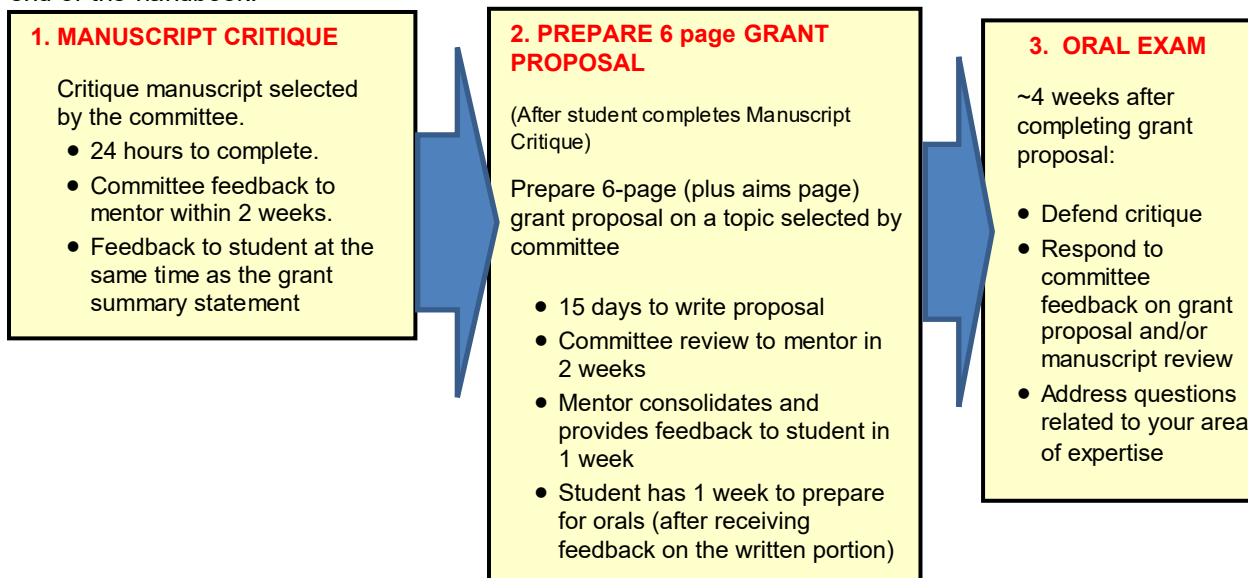 end of the handbook.
1. MANUSCRIPT CRITIQUE
Critique manuscript selected
by the committee.
• 24 hours to complete.
• Committee feedback to
mentor within 2 weeks.
• Feedback to student at the
same time as the grant
summary statement
2. PREPARE 6 page GRANT
PROPOSAL
(After student completes Manuscript
Critique)
Prepare 6-page (plus aims page)
grant proposal on a topic selected by
committee
• 15 days to write proposal
• Committee review to mentor in
2 weeks
• Mentor consolidates and
provides feedback to student in
1 week
• Student has 1 week to prepare
for orals (after receiving
feedback on the written portion)
3. ORAL EXAM
~4 weeks after
completing grant
proposal:
• Defend critique
• Respond to
committee
feedback on grant
proposal and/or
manuscript review
• Address questions
related to your area
of expertise